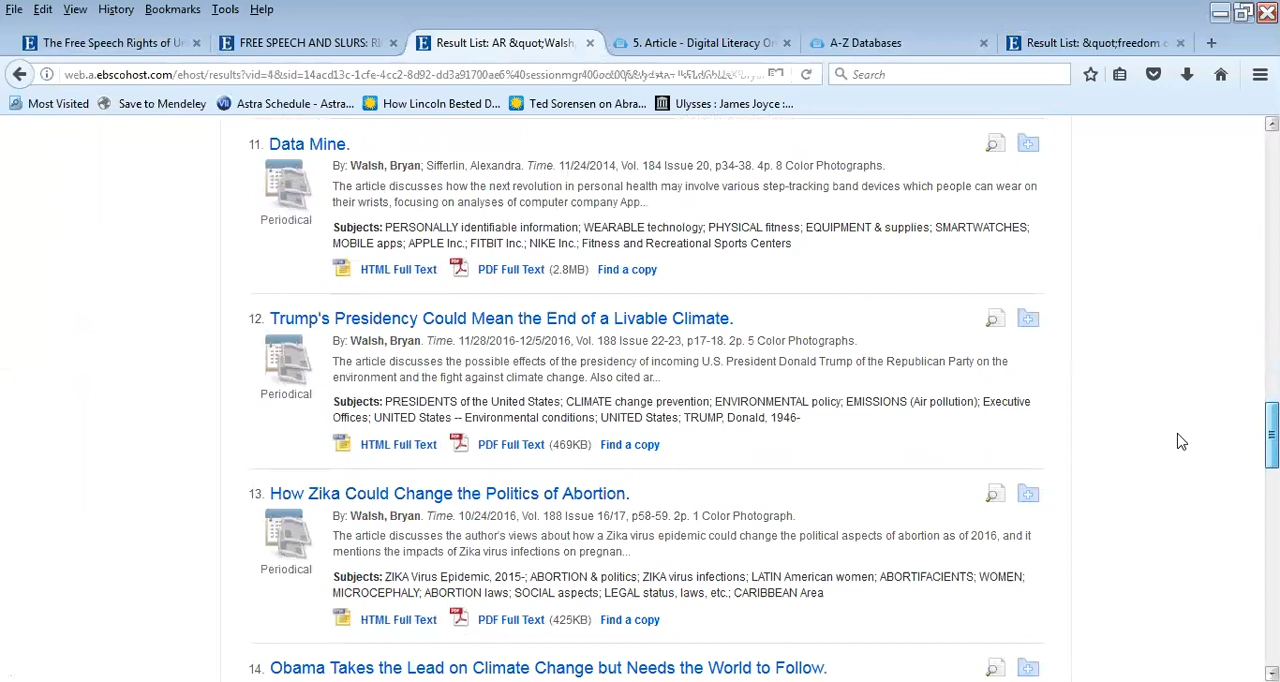 File Edit View History Bookmarks Tools Help
The Free Speech Rights of U FREE SPEECH AND SLURS: RI Result List: AR &quot;Walsh, 5. Article - Digital Literacy On A-Z Databases Result List: &quot;freedom c
Search
Most Visited Save to Mendeley Astra Schedule - Astra... How Lincoln Bested D... Ted Sorensen on Abra... Ulysses : James Joyce :...
11. Data Mine.
By: Walsh, Bryan; Sifferlin, Alexandra. Time. 11/24/2014, Vol. 184 Issue 20, p34-38. 4p. 8 Color Photographs.
The article discusses how the next revolution in personal health may involve various step-tracking band devices which people can wear on
their wrists, focusing on analyses of computer company App...
Periodical
Subjects: PERSONALLY identifiable information; WEARABLE technology; PHYSICAL fitness; EQUIPMENT & supplies; SMARTWATCHES;
MOBILE apps; APPLE Inc.; FITBIT Inc.; NIKE Inc.; Fitness and Recreational Sports Centers
HTML Full Text PDF Full Text (2.8MB) Find a copy
12. Trump's Presidency Could Mean the End of a Livable Climate.
By: Walsh, Bryan. Time. 11/28/2016-12/5/2016, Vol. 188 Issue 22-23, p17-18. 2p. 5 Color Photographs.
The article discusses the possible effects of the presidency of incoming U.S. President Donald Trump of the Republican Party on the
environment and the fight against climate change. Also cited ar...
Periodical
Subjects: PRESIDENTS of the United States; CLIMATE change prevention; ENVIRONMENTAL policy; EMISSIONS (Air pollution); Executive
Offices; UNITED States -- Environmental conditions; UNITED States; TRUMP, Donald, 1946-
HTML Full Text PDF Full Text (469KB) Find a copy
13. How Zika Could Change the Politics of Abortion.
By: Walsh, Bryan. Time. 10/24/2016, Vol. 188 Issue 16/17, p58-59. 2p. 1 Color Photograph.
The article discusses the author's views about how a Zika virus epidemic could change the political aspects of abortion as of 2016, and it
mentions the impacts of Zika virus infections on pregnan...
Periodical
Subjects: ZIKA Virus Epidemic, 2015-; ABORTION & politics; ZIKA virus infections; LATIN American women; ABORTIFACIENTS; WOMEN;
MICROCEPHALY; ABORTION laws; SOCIAL aspects; LEGAL status, laws, etc.; CARIBBEAN Area
HTML Full Text PDF Full Text (425KB) Find a copy
14. Obama Takes the Lead on Climate Change but Needs the World to Follow.